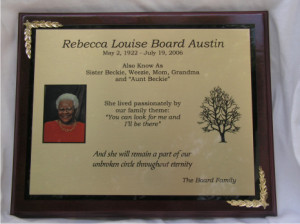 Rebecca Louise Board Austin
May 2, 1922 - July 19, 2006
Also Know As
Sister Beckie, Weezie, Mom, Grandma
and "Aunt Beckie"
She lived passionately by
our family theme:
"You can look for me and
I'll be there"
And she will remain a part of our
unbroken circle throughout eternity
The Board Family